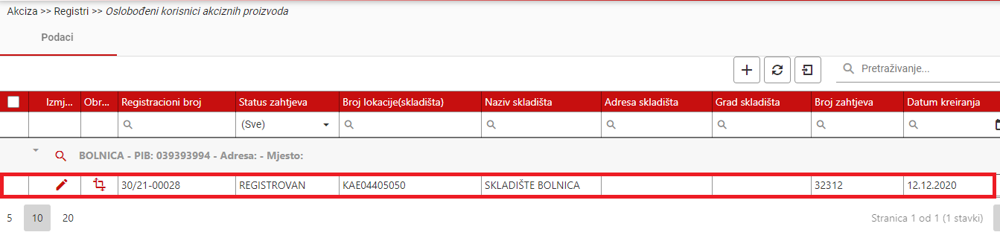 Akciza >> Registri >> Oslobođeni korisnici akciznih proizvoda
Podaci
Pretraživanje...
Izmj... Obr... Registracioni broj Status zahtjeva Broj lokacije(skladišta) Naziv skladišta Adresa skladišta Grad skladišta Broj zahtjeva Datum kreiranja
(Sve)
BOLNICA - PIB: 039393994 - Adresa: - Mjesto:
30/21-00028 REGISTROVAN KAE04405050 SKLADIŠTE BOLNICA 32312 12.12.2020
5 10 20 Stranica 1 od 1 (1 stavki)